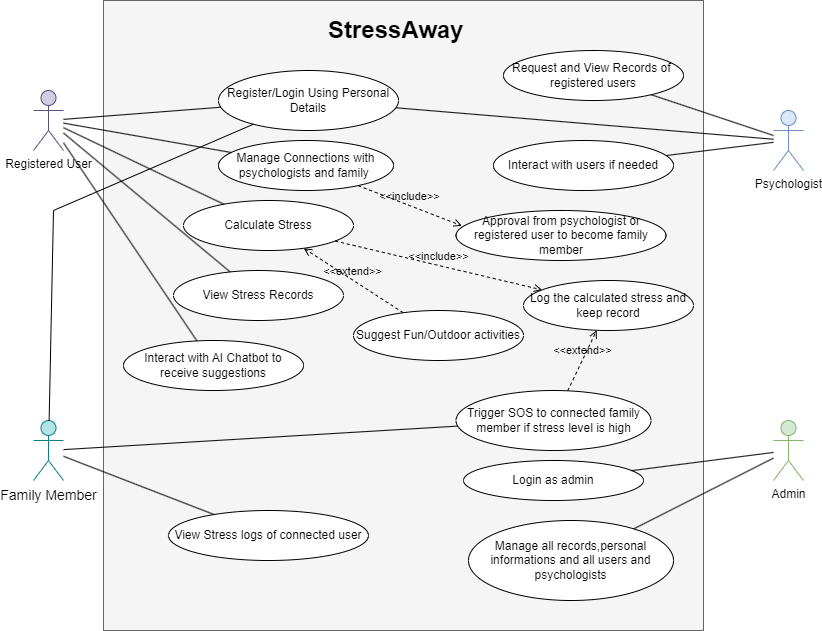 StressAway
Request and View Records of
registered users
Register/Login Using Personal
Details
Registered User
Manage Connections with
psychologists and family
Interact with users if needed
Psychologist
<<include>>
Calculate Stress
Approval from psychologist or
registered user to become family
member
<<include>>
<<extend>>
View Stress Records
Log the calculated stress and
keep record
Suggest Fun/Outdoor activities
<<extend>>
Interact with AI Chatbot to
receive suggestions
Trigger SOS to connected family
member if stress level is high
Family Member
Login as admin
Admin
View Stress logs of connected user
Manage all records,personal
informations and all users and
psychologists